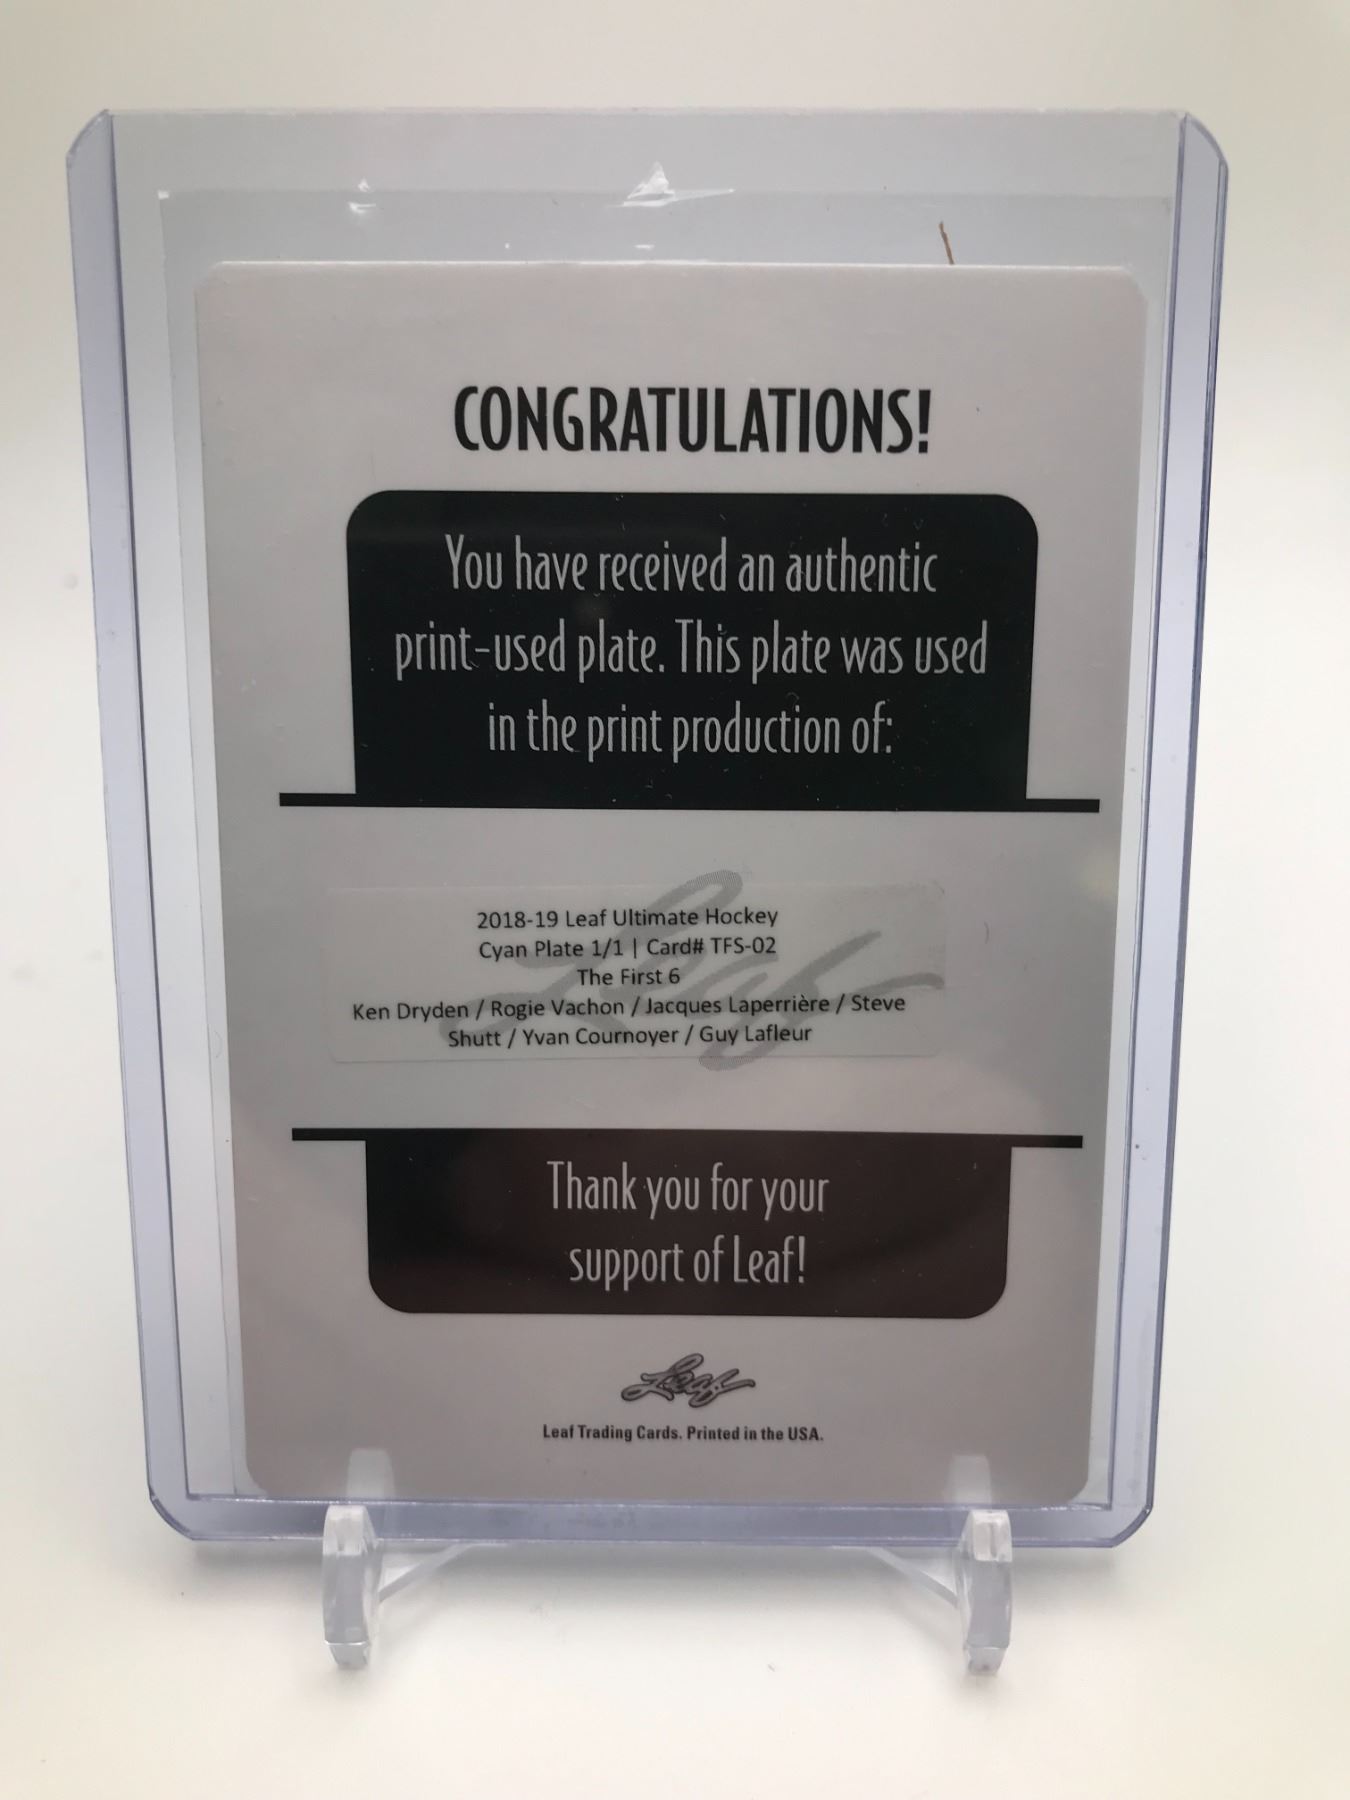 CONGRATULATIONS!
You have received an authentic
print-used plate. This plate was used
in the print production of:
2018-19 Leaf Ultimate Hockey
Cyan Plate 1/1 | Card# TFS-02
The First 6
Ken Dryden / Rogie Vachon / Jacques Laperrière / Steve
Shutt / Yvan Cournoyer / Guy Lafleur
Leaf
Thank you for your
support of Leaf!
Leaf
Leaf Trading Cards. Printed in the USA.